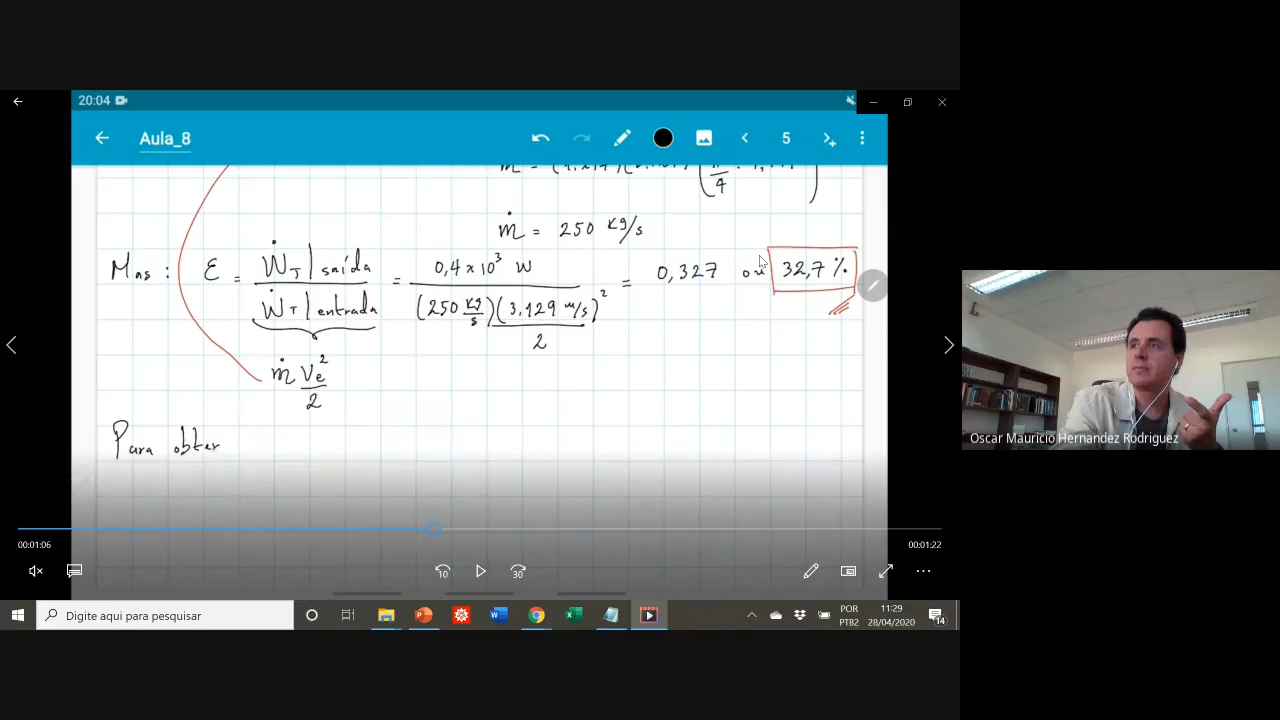 20:04
Aula_8
5
ṁ =
ṁ = 250 kg/s
Mas : ε = Ẇ_T|saída / Ẇ_T|entrada = 0,4 x 10³ W / (250 kg/s)(3.129 m/s)²/2 = 0,327 ou 32,7 %
ṁ Ve²/2
Para obter
Oscar Mauricio Hernandez Rodriguez
00:01:06
00:01:22
10
30
Digite aqui para pesquisar
POR
PTB2
11:29
28/04/2020
14